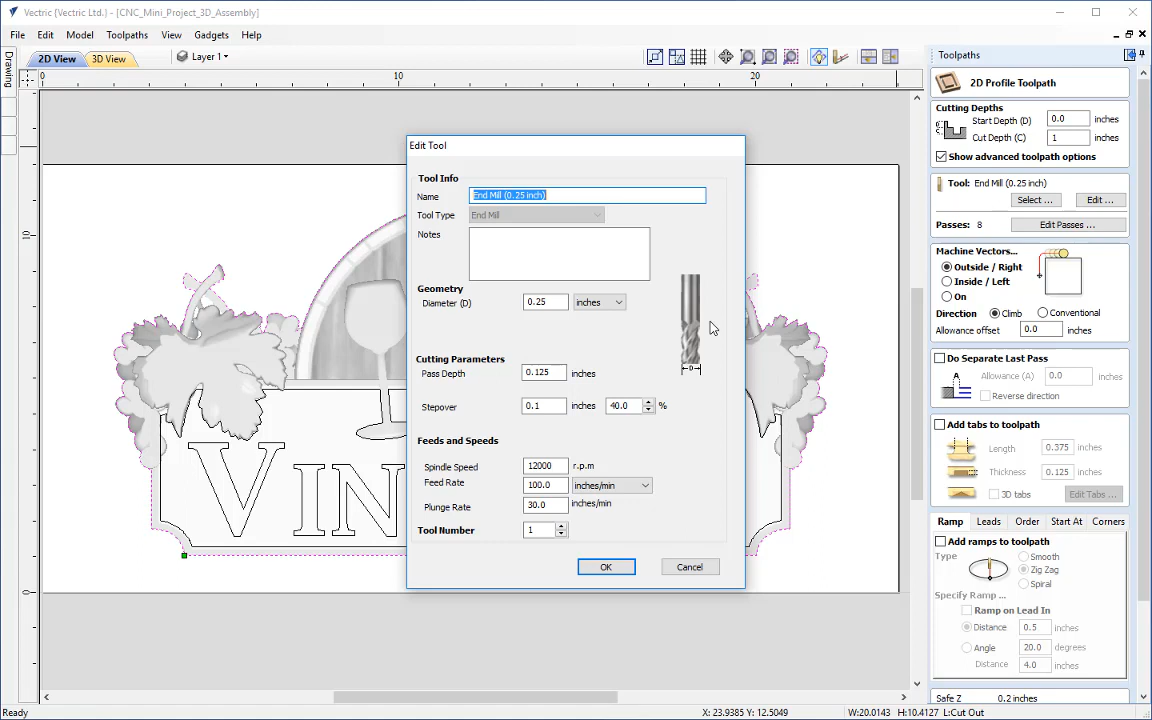 Vectric {Vectric Ltd.} - [CNC_Mini_Project_3D_Assembly]
File Edit Model Toolpaths View Gadgets Help
2D View 3D View Layer 1
Drawing
0 10 20
10
0
VIN
Edit Tool
Tool Info
Name End Mill (0.25 inch)
Tool Type End Mill
Notes
Geometry
Diameter (D) 0.25 inches
D
Cutting Parameters
Pass Depth 0.125 inches
Stepover 0.1 inches 40.0 %
Feeds and Speeds
Spindle Speed 12000 r.p.m
Feed Rate 100.0 inches/min
Plunge Rate 30.0 inches/min
Tool Number 1
OK Cancel
Toolpaths
2D Profile Toolpath
Cutting Depths
Start Depth (D) 0.0 inches
Cut Depth (C) 1 inches
Show advanced toolpath options
Tool: End Mill (0.25 inch)
Select ... Edit ...
Passes: 8 Edit Passes ...
Machine Vectors...
Outside / Right
Inside / Left
On
Direction Climb Conventional
Allowance offset 0.0 inches
Do Separate Last Pass
A Allowance (A) 0.0 inches
Reverse direction
Add tabs to toolpath
Length 0.375 inches
Thickness 0.125 inches
3D tabs Edit Tabs ...
Ramp Leads Order Start At Corners
Add ramps to toolpath
Type Smooth
Zig Zag
Spiral
Specify Ramp ...
Ramp on Lead In
Distance 0.5 inches
Angle 20.0 degrees
Distance 4.0 inches
Safe Z 0.2 inches
Ready X: 23.9385 Y: 12.5049 W:20.0143 H:10.4127 L:Cut Out